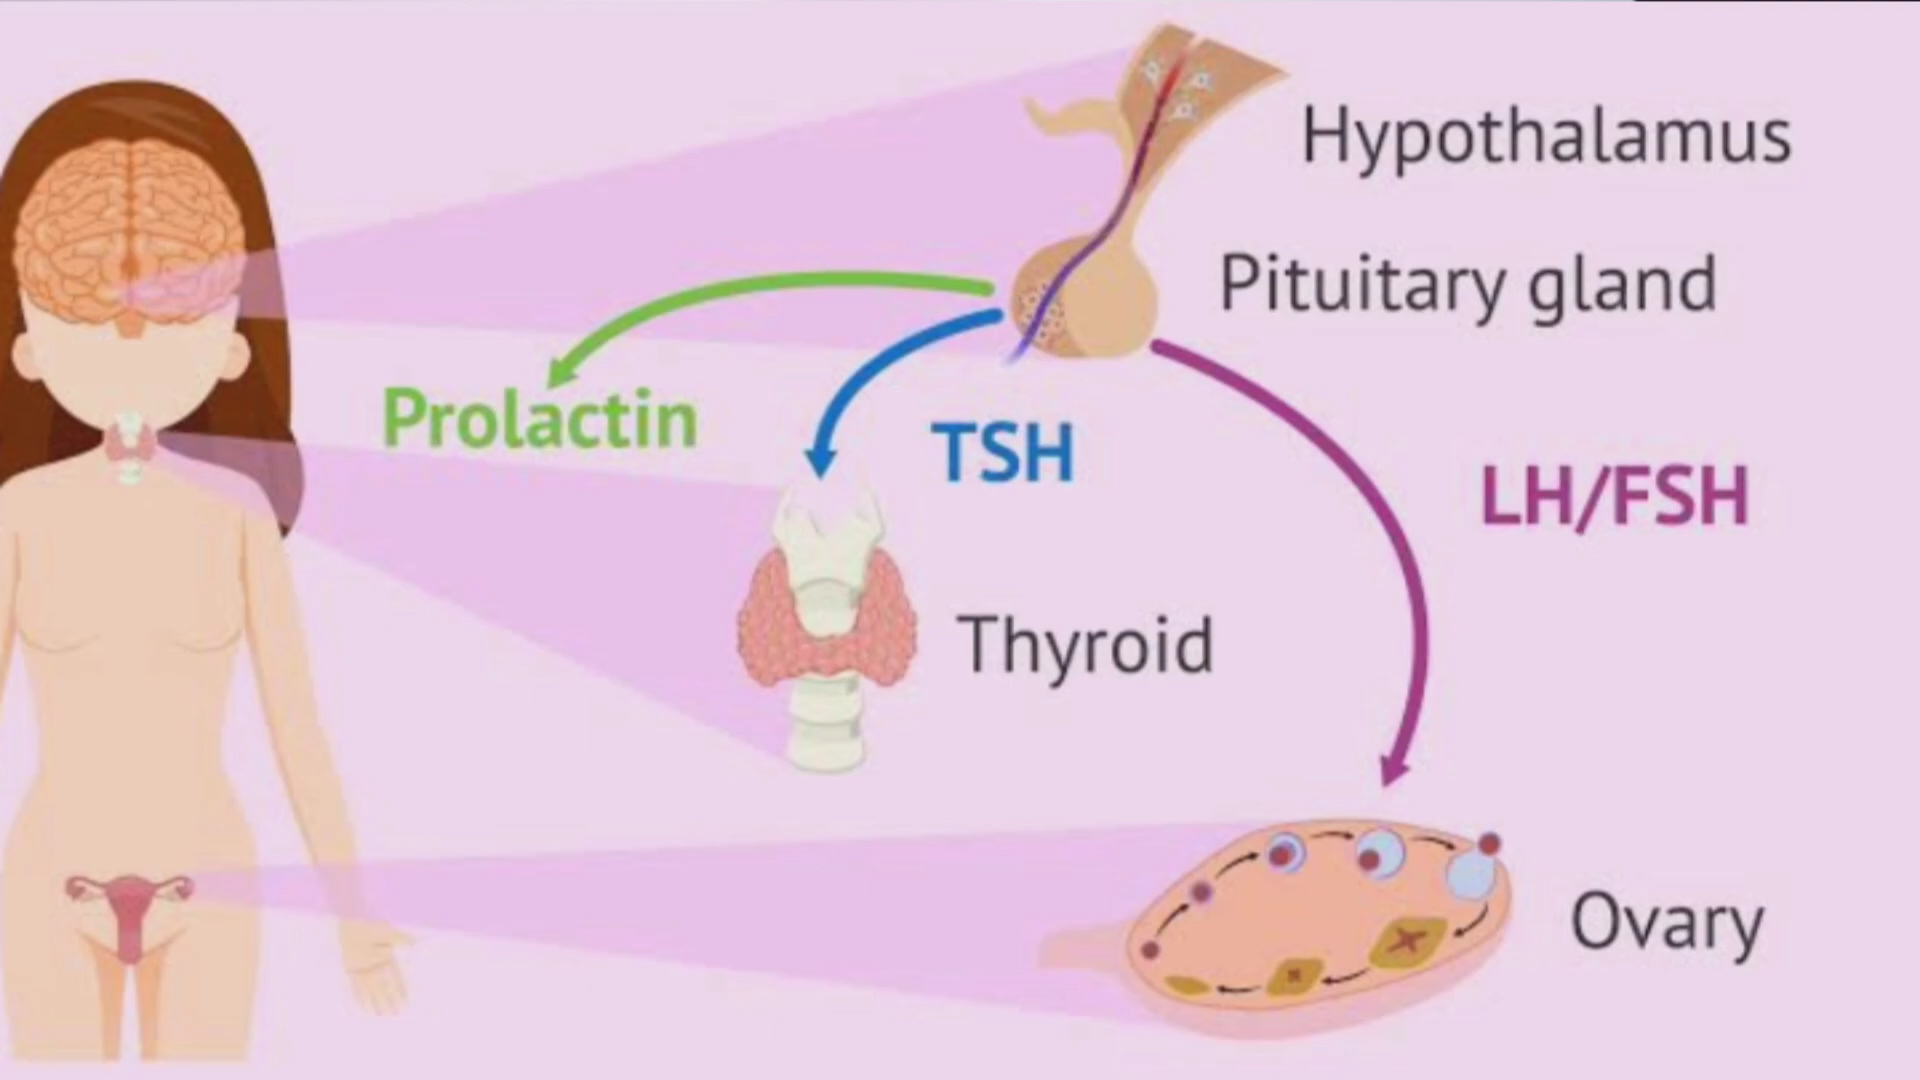 Hypothalamus
Pituitary gland
Prolactin
TSH
LH/FSH
Thyroid
Ovary